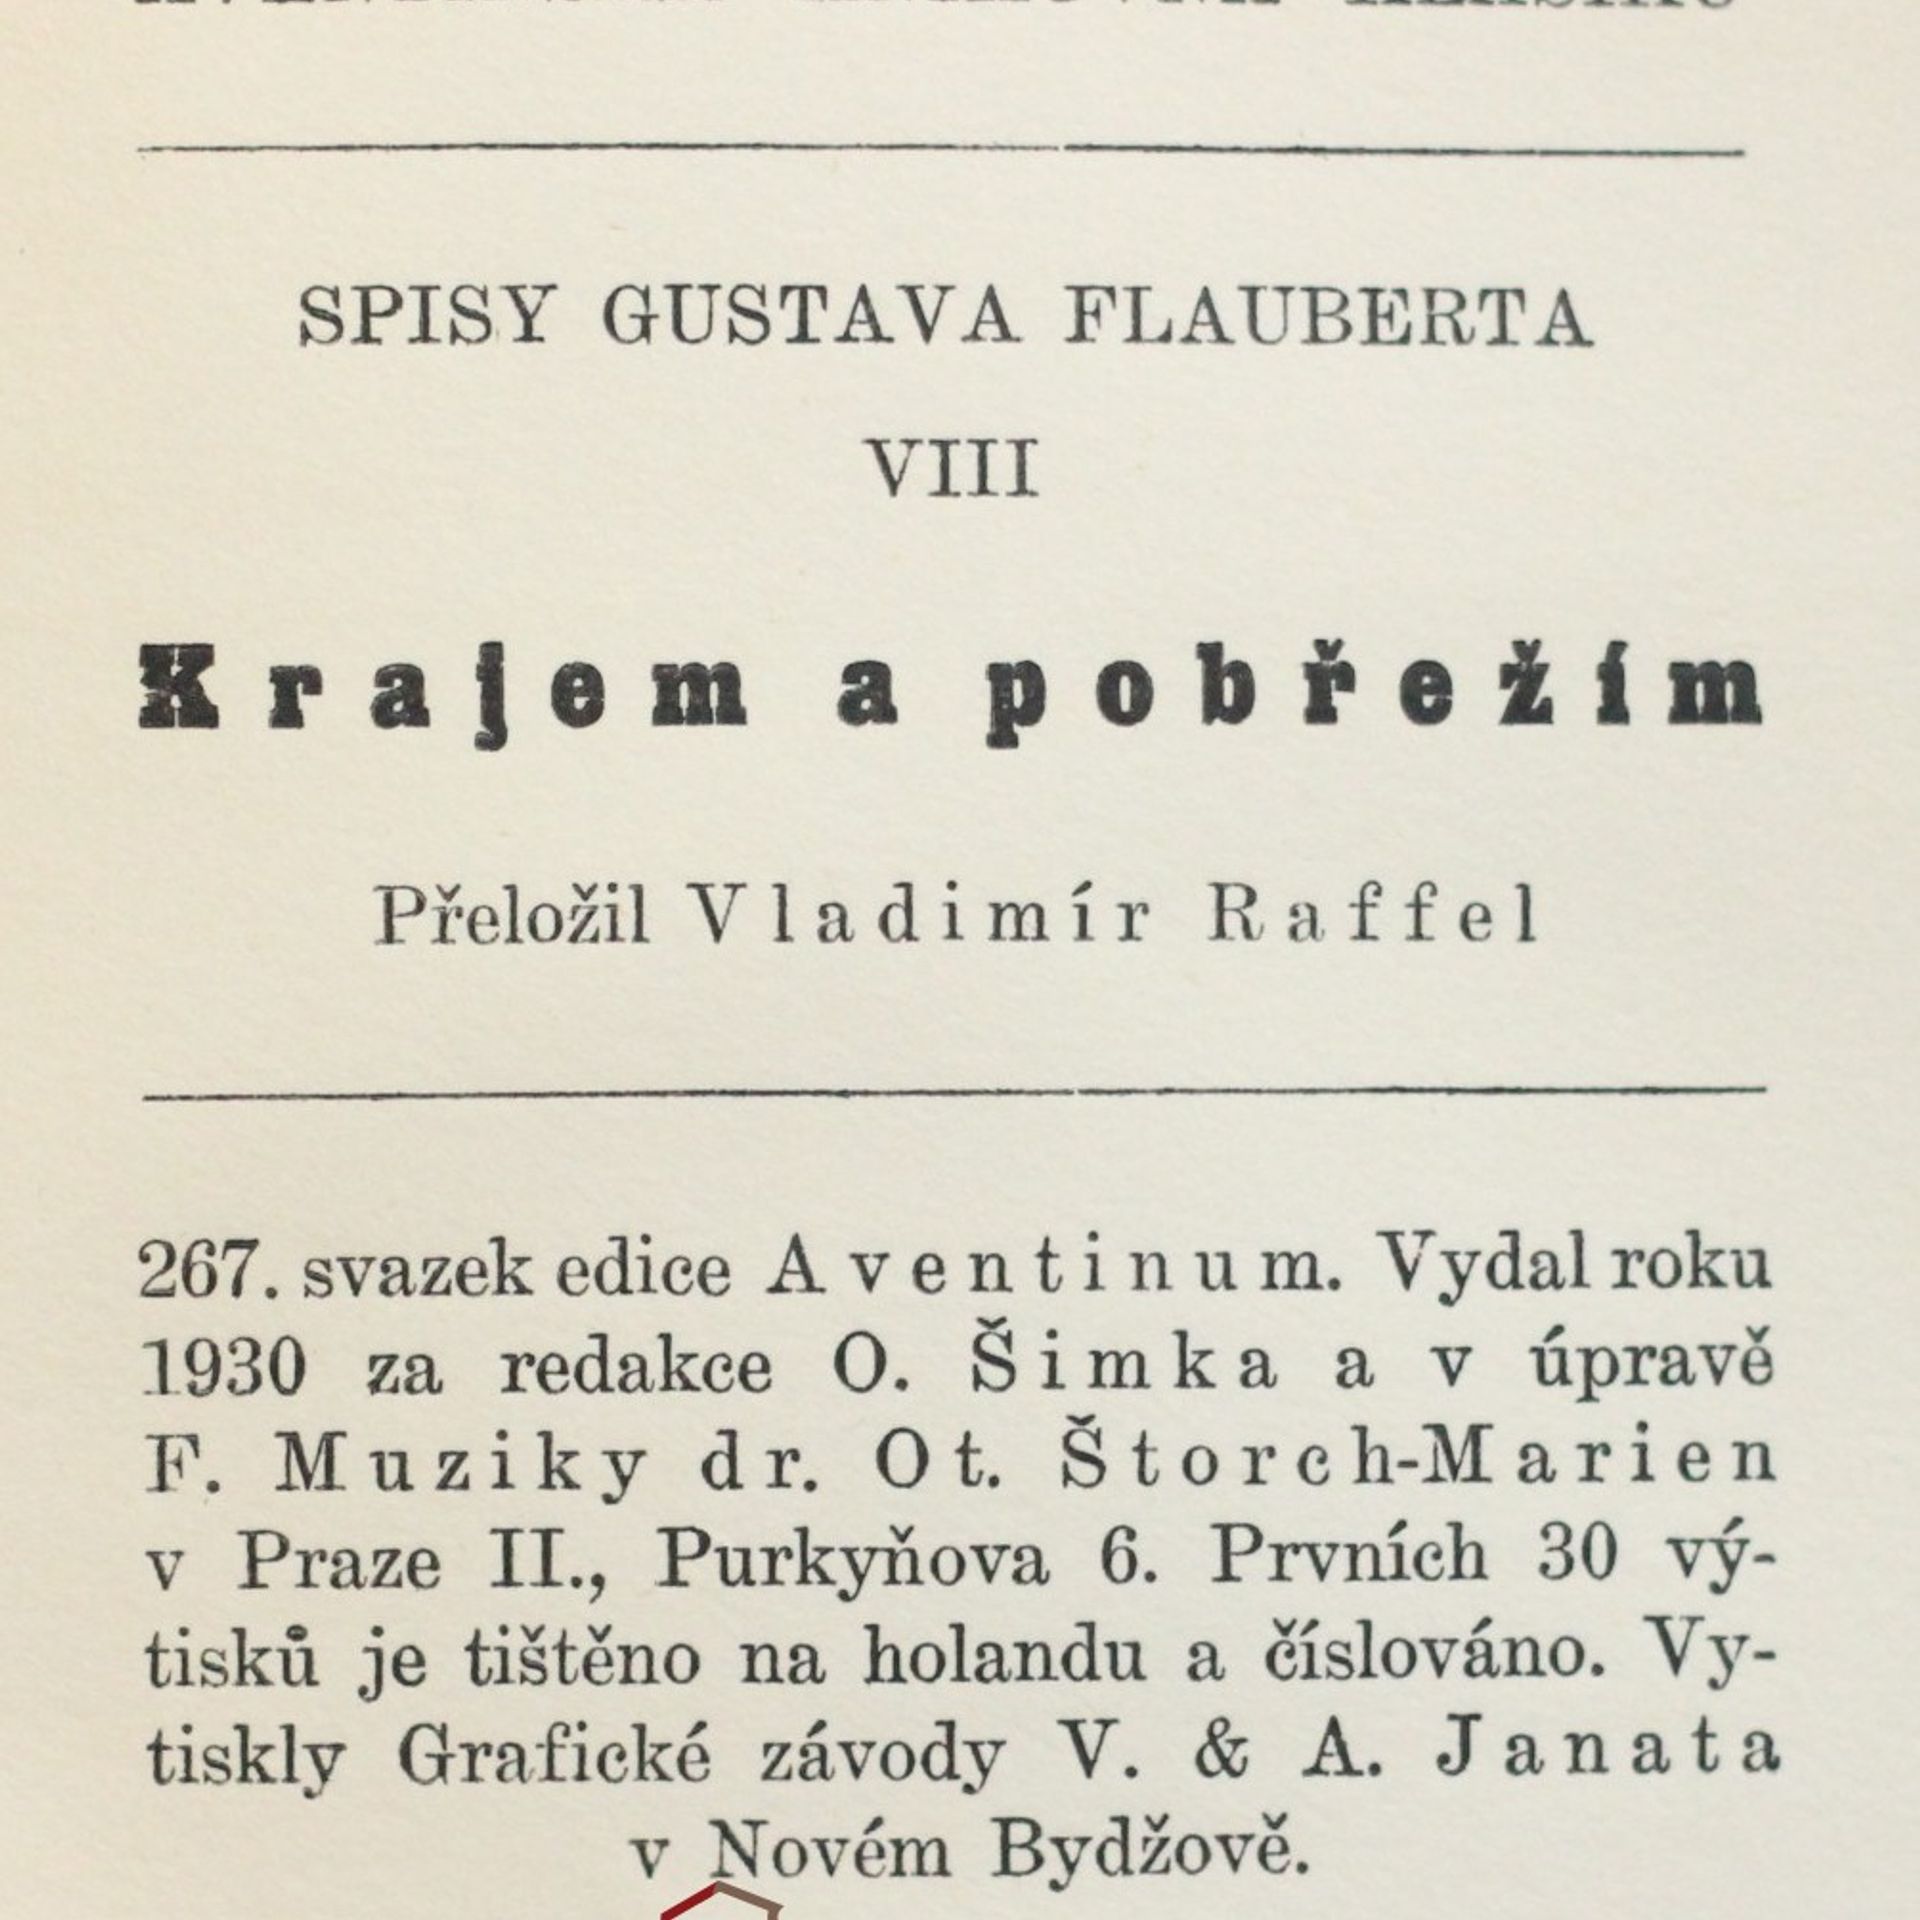 SPISY GUSTAVA FLAUBERTA
VIII
Krajem a pobřežím
Přeložil Vladimír Raffel
267. svazek edice Aventinum. Vydal roku
1930 za redakce O. Šimka a v úpravě
F. Muziky dr. Ot. Štorch-Marien
v Praze II., Purkyňova 6. Prvních 30 vý-
tisků je tištěno na holandu a číslováno. Vy-
tiskly Grafické závody V. & A. Janata
v Novém Bydžově.